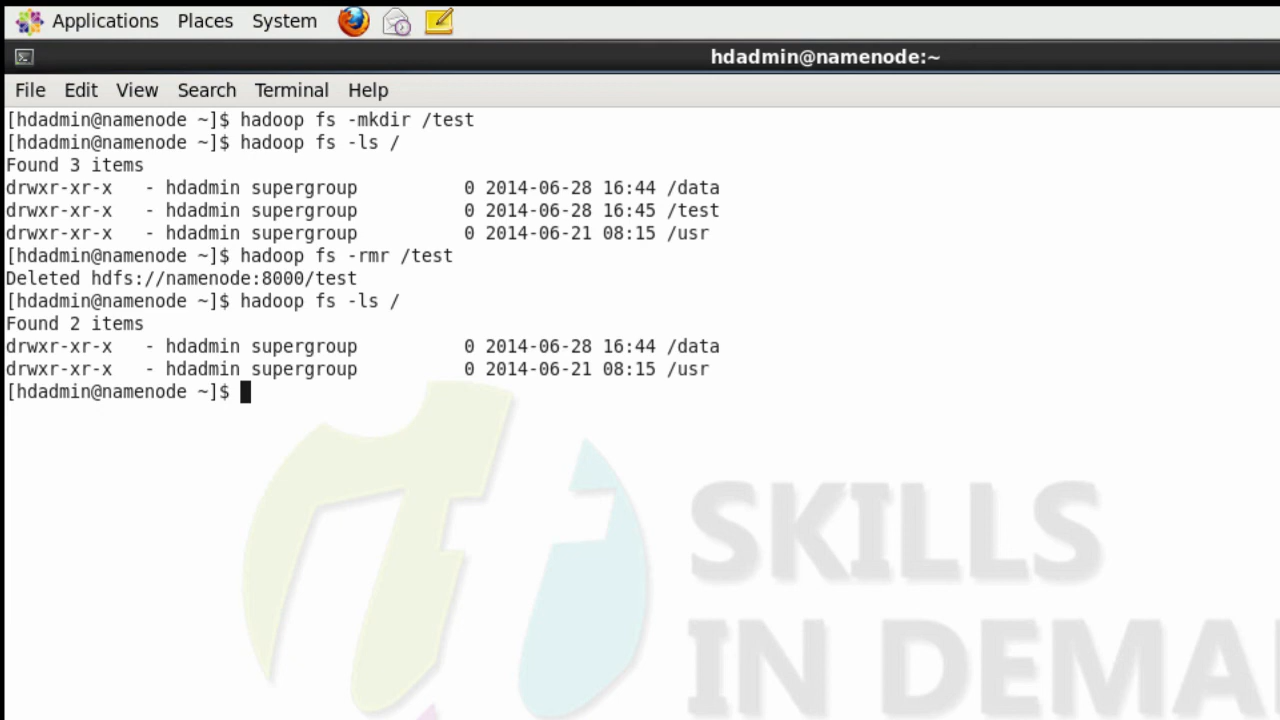 Applications Places System
hdadmin@namenode:~
File Edit View Search Terminal Help
[hdadmin@namenode ~]$ hadoop fs -mkdir /test
[hdadmin@namenode ~]$ hadoop fs -ls /
Found 3 items
drwxr-xr-x   - hdadmin supergroup          0 2014-06-28 16:44 /data
drwxr-xr-x   - hdadmin supergroup          0 2014-06-28 16:45 /test
drwxr-xr-x   - hdadmin supergroup          0 2014-06-21 08:15 /usr
[hdadmin@namenode ~]$ hadoop fs -rmr /test
Deleted hdfs://namenode:8000/test
[hdadmin@namenode ~]$ hadoop fs -ls /
Found 2 items
drwxr-xr-x   - hdadmin supergroup          0 2014-06-28 16:44 /data
drwxr-xr-x   - hdadmin supergroup          0 2014-06-21 08:15 /usr
[hdadmin@namenode ~]$
SKILLS
IN DEMA